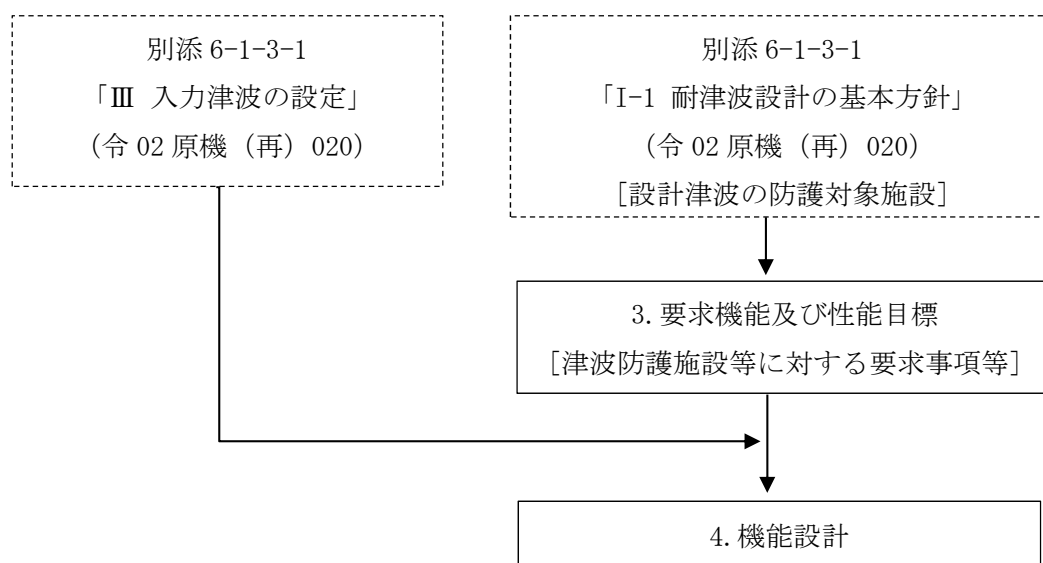 別添 6-1-3-1
「Ⅲ 入力津波の設定」
（令 02 原機（再）020）
別添 6-1-3-1
「I-1 耐津波設計の基本方針」
（令 02 原機（再）020）
［設計津波の防護対象施設］
3.要求機能及び性能目標
［津波防護施設等に対する要求事項等］
4.機能設計